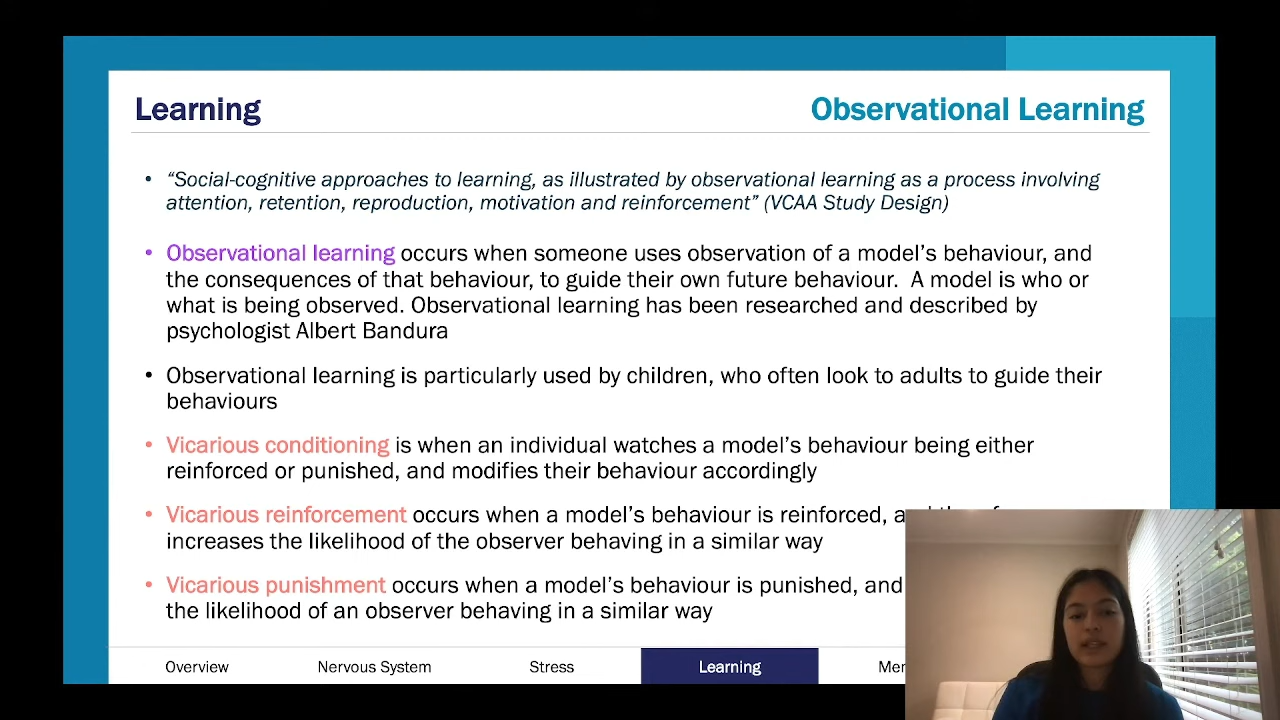 Learning
Observational Learning
• “Social-cognitive approaches to learning, as illustrated by observational learning as a process involving
attention, retention, reproduction, motivation and reinforcement” (VCAA Study Design)
• Observational learning occurs when someone uses observation of a model’s behaviour, and
the consequences of that behaviour, to guide their own future behaviour.  A model is who or
what is being observed. Observational learning has been researched and described by
psychologist Albert Bandura
• Observational learning is particularly used by children, who often look to adults to guide their
behaviours
• Vicarious conditioning is when an individual watches a model’s behaviour being either
reinforced or punished, and modifies their behaviour accordingly
• Vicarious reinforcement occurs when a model’s behaviour is reinforced,
increases the likelihood of the observer behaving in a similar way
• Vicarious punishment occurs when a model’s behaviour is punished, and
the likelihood of an observer behaving in a similar way
Overview
Nervous System
Stress
Learning